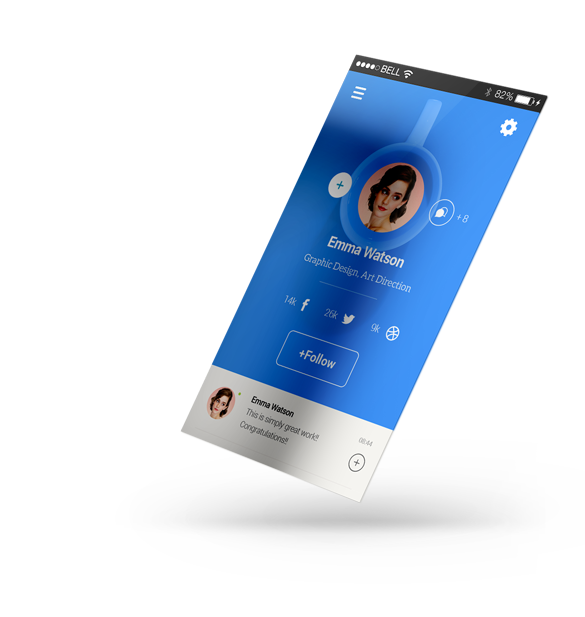 BELL 82%
+8
Emma Watson
Graphic Design, Art Direction
14k 26k 9k
+Follow
Emma Watson
This is simply great work!!
Congratulations!!
08:44